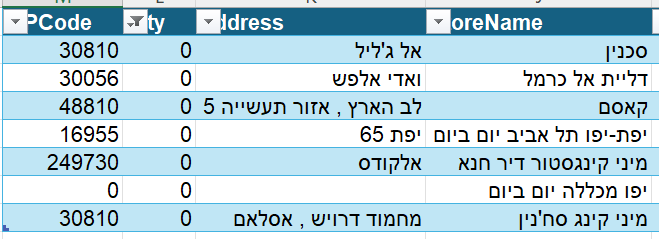 oreName ddress ty PCode
סכנין אל ג'ליל 0 30810
דליית אל כרמל ואדי אלפש 0 30056
קאסם לב הארץ , אזור תעשייה 5 0 48810
יפת-יפו תל אביב יום ביום יפת 65 0 16955
מיני קינגסטור דיר חנא אלקודס 0 249730
יפו מכללה יום ביום 0 0
מיני קינג סח'נין מחמוד דרויש , אסלאם 0 30810